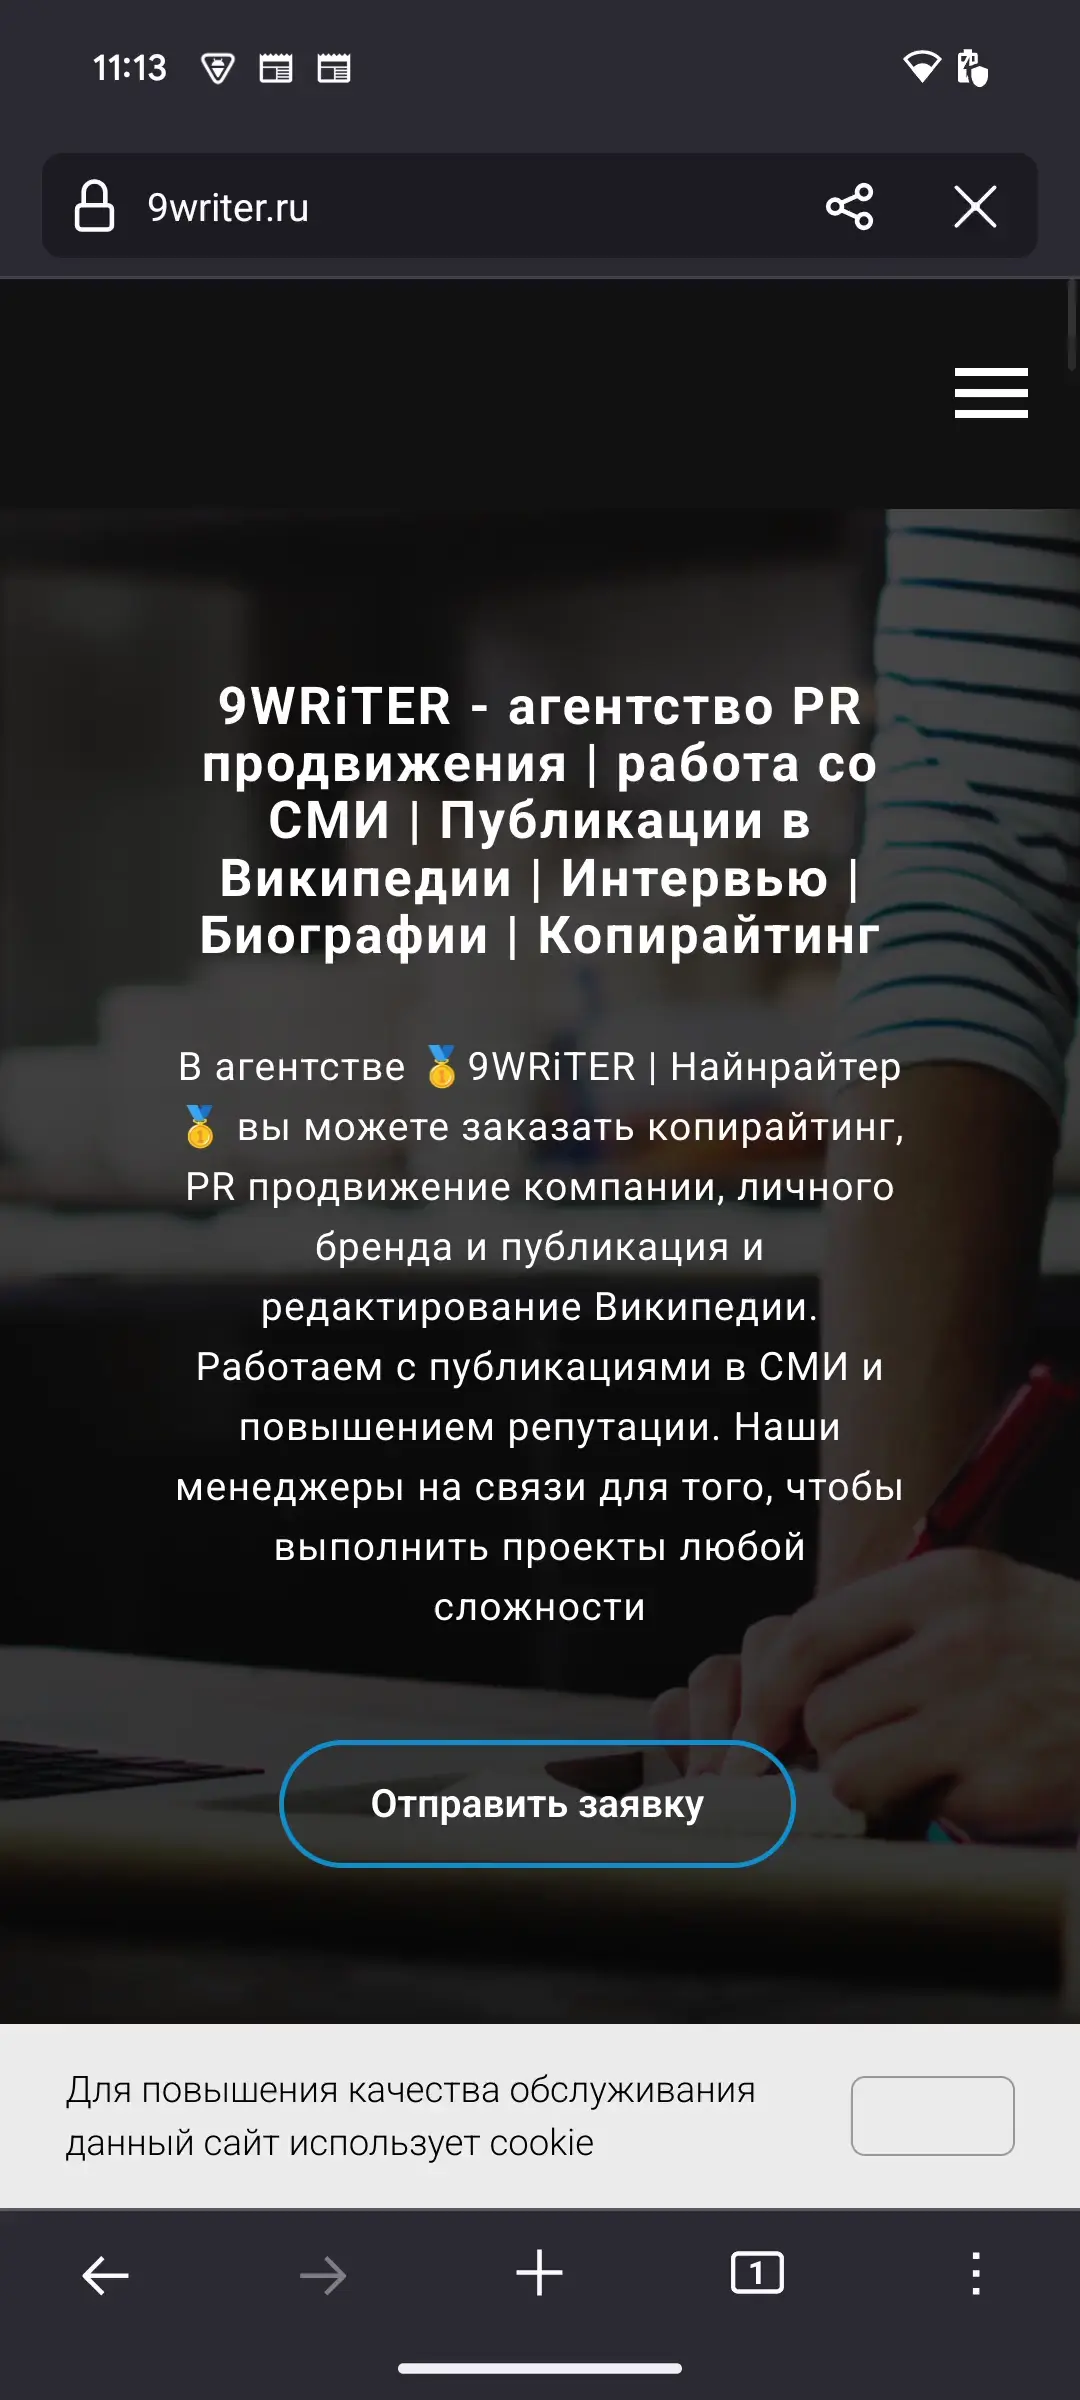 11:13
9writer.ru
9WRiTER - агентство PR
продвижения | работа со
СМИ | Публикации в
Википедии | Интервью |
Биографии | Копирайтинг
В агентстве 🥇9WRiTER | Найнрайтер
🥇 вы можете заказать копирайтинг,
PR продвижение компании, личного
бренда и публикация и
редактирование Википедии.
Работаем с публикациями в СМИ и
повышением репутации. Наши
менеджеры на связи для того, чтобы
выполнить проекты любой
сложности
Отправить заявку
Для повышения качества обслуживания
данный сайт использует cookie
1